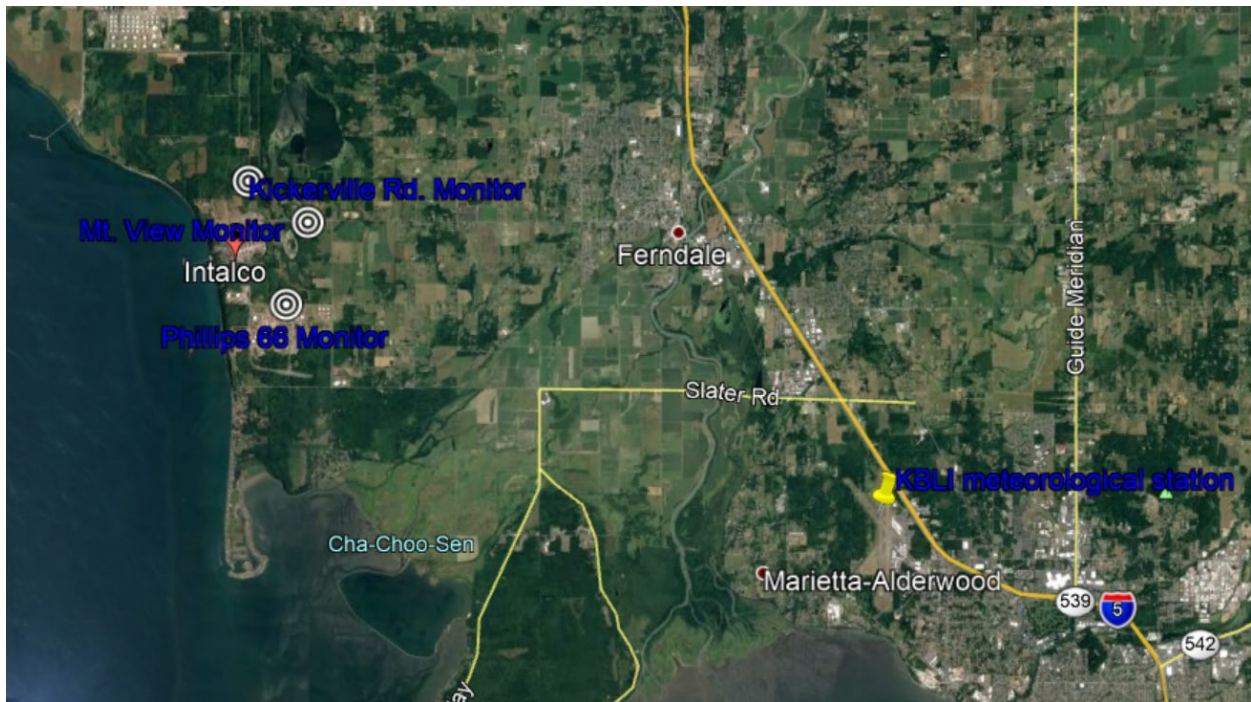 Kickerville Rd. Monitor
Mt. View Monitor
Intalco
Ferndale
Guide Meridian
Phillips 66 Monitor
Slater Rd
KBLI meteorological station
Cha-Choo-Sen
Marietta-Alderwood
539
5
542
ay